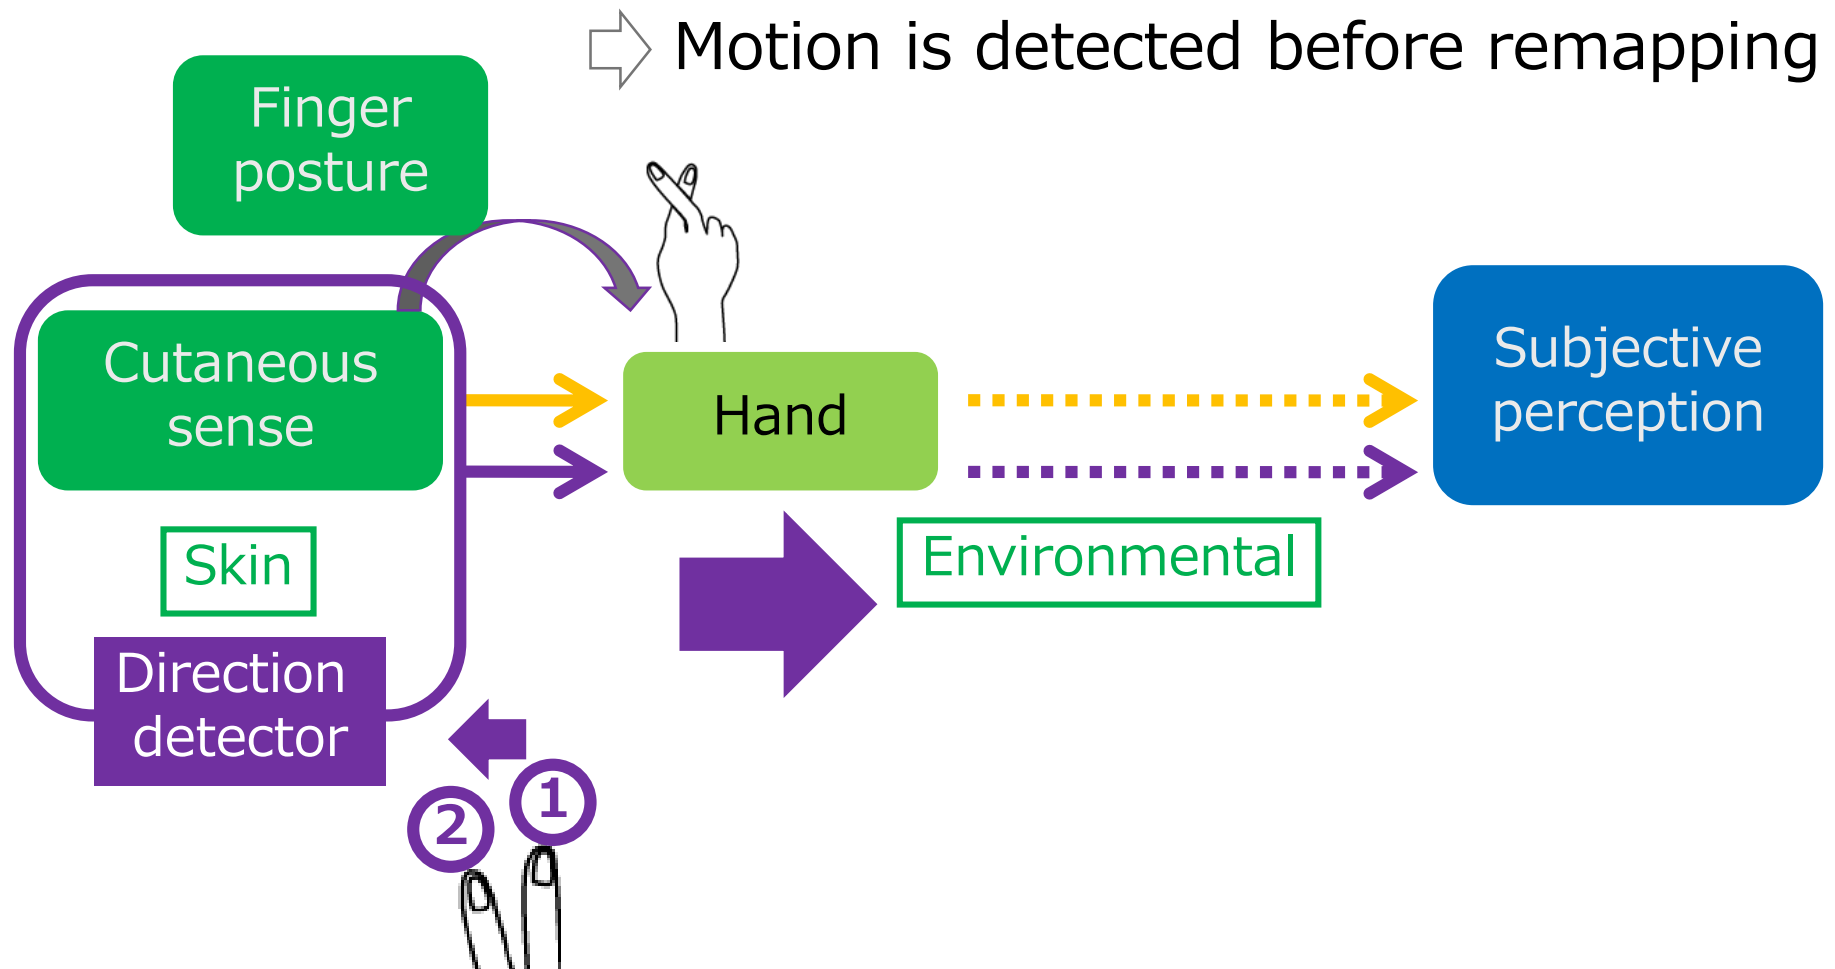 Motion is detected before remapping
Finger
posture
Cutaneous
sense
Hand
Subjective
perception
Skin
Environmental
Direction
detector
1
2